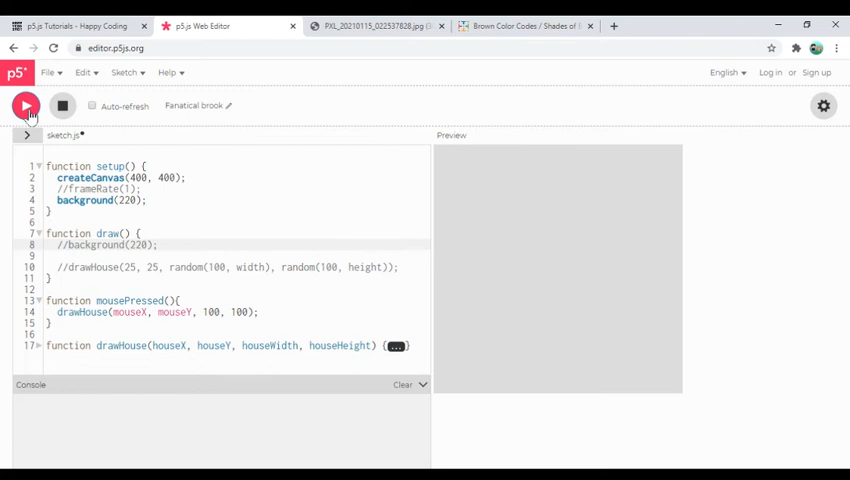 p5.js Tutorials - Happy Coding
p5.js Web Editor
PXL_20210115_022537828.jpg
Brown Color Codes / Shades of
editor.p5js.org
p5*
File
Edit
Sketch
Help
English
Log in or Sign up
Auto-refresh
Fanatical brook
sketch.js
Preview
1 function setup() {
2 createCanvas(400, 400);
3 //frameRate(1);
4 background(220);
5 }
6
7 function draw() {
8 //background(220);
9
10 //drawHouse(25, 25, random(100, width), random(100, height));
11 }
12
13 function mousePressed(){
14 drawHouse(mouseX, mouseY, 100, 100);
15 }
16
17 function drawHouse(houseX, houseY, houseWidth, houseHeight) {...}
Console
Clear